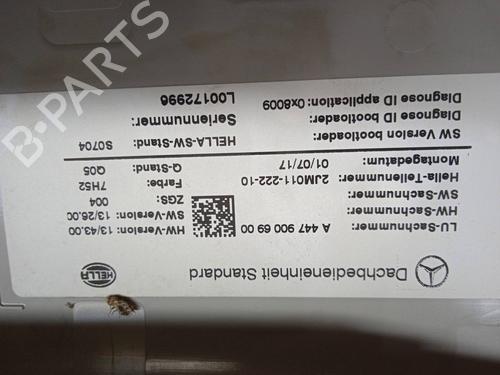 Dachbedieneinheit Standard
HELLA
LU-Sachnummer: A 447 900 69 00
HW-Sachnummer:
SW-Sachnummer:
Hella-Teilenummer: 2JM011-222-10
Montagedatum: 01/07/17
SW Version bootloader:
Diagnose ID bootloader:
Diagnose ID application: 0x8009
HW-Version: 13/43.00
SW-Version: 13/26.00
ZGS: 004
Farbe: 7H52
Q-Stand: Q05
HELLA-SW-Stand: S0704
Seriennummer: L00172996
B-PARTS